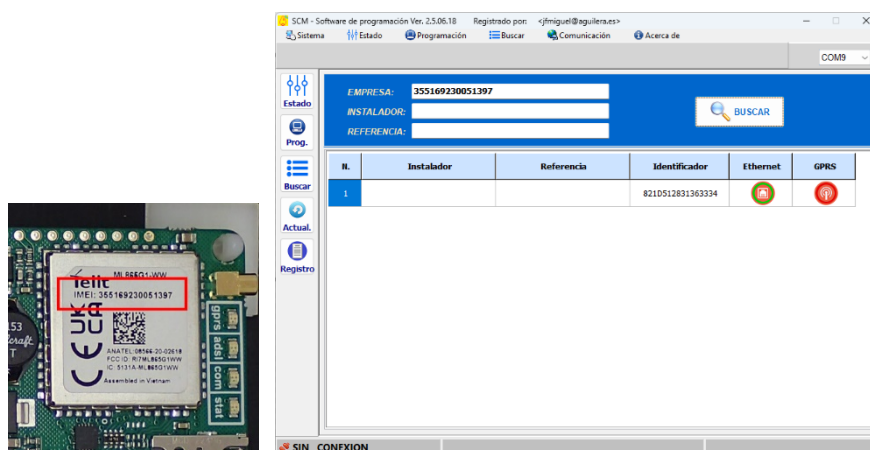 Telit
ML865G1-WW
IMEI: 355169230051397
ANATEL: 08566-20-02618
FCC ID: RI7ML865G1WW
IC: 5131A-ML865G1WW
Assembled in Vietnam
gprs
adsl
com
stat
SCM - Software de programación Ver. 2.5.06.18 Registrado por: <jfmiguel@aguilera.es>
Sistema Estado Programación Buscar Comunicación Acerca de
COM9
Estado
Prog.
Buscar
Actual.
Registro
EMPRESA: 355169230051397
INSTALADOR:
REFERENCIA:
BUSCAR
N. Instalador Referencia Identificador Ethernet GPRS
1 821D512831363334
SIN CONEXION